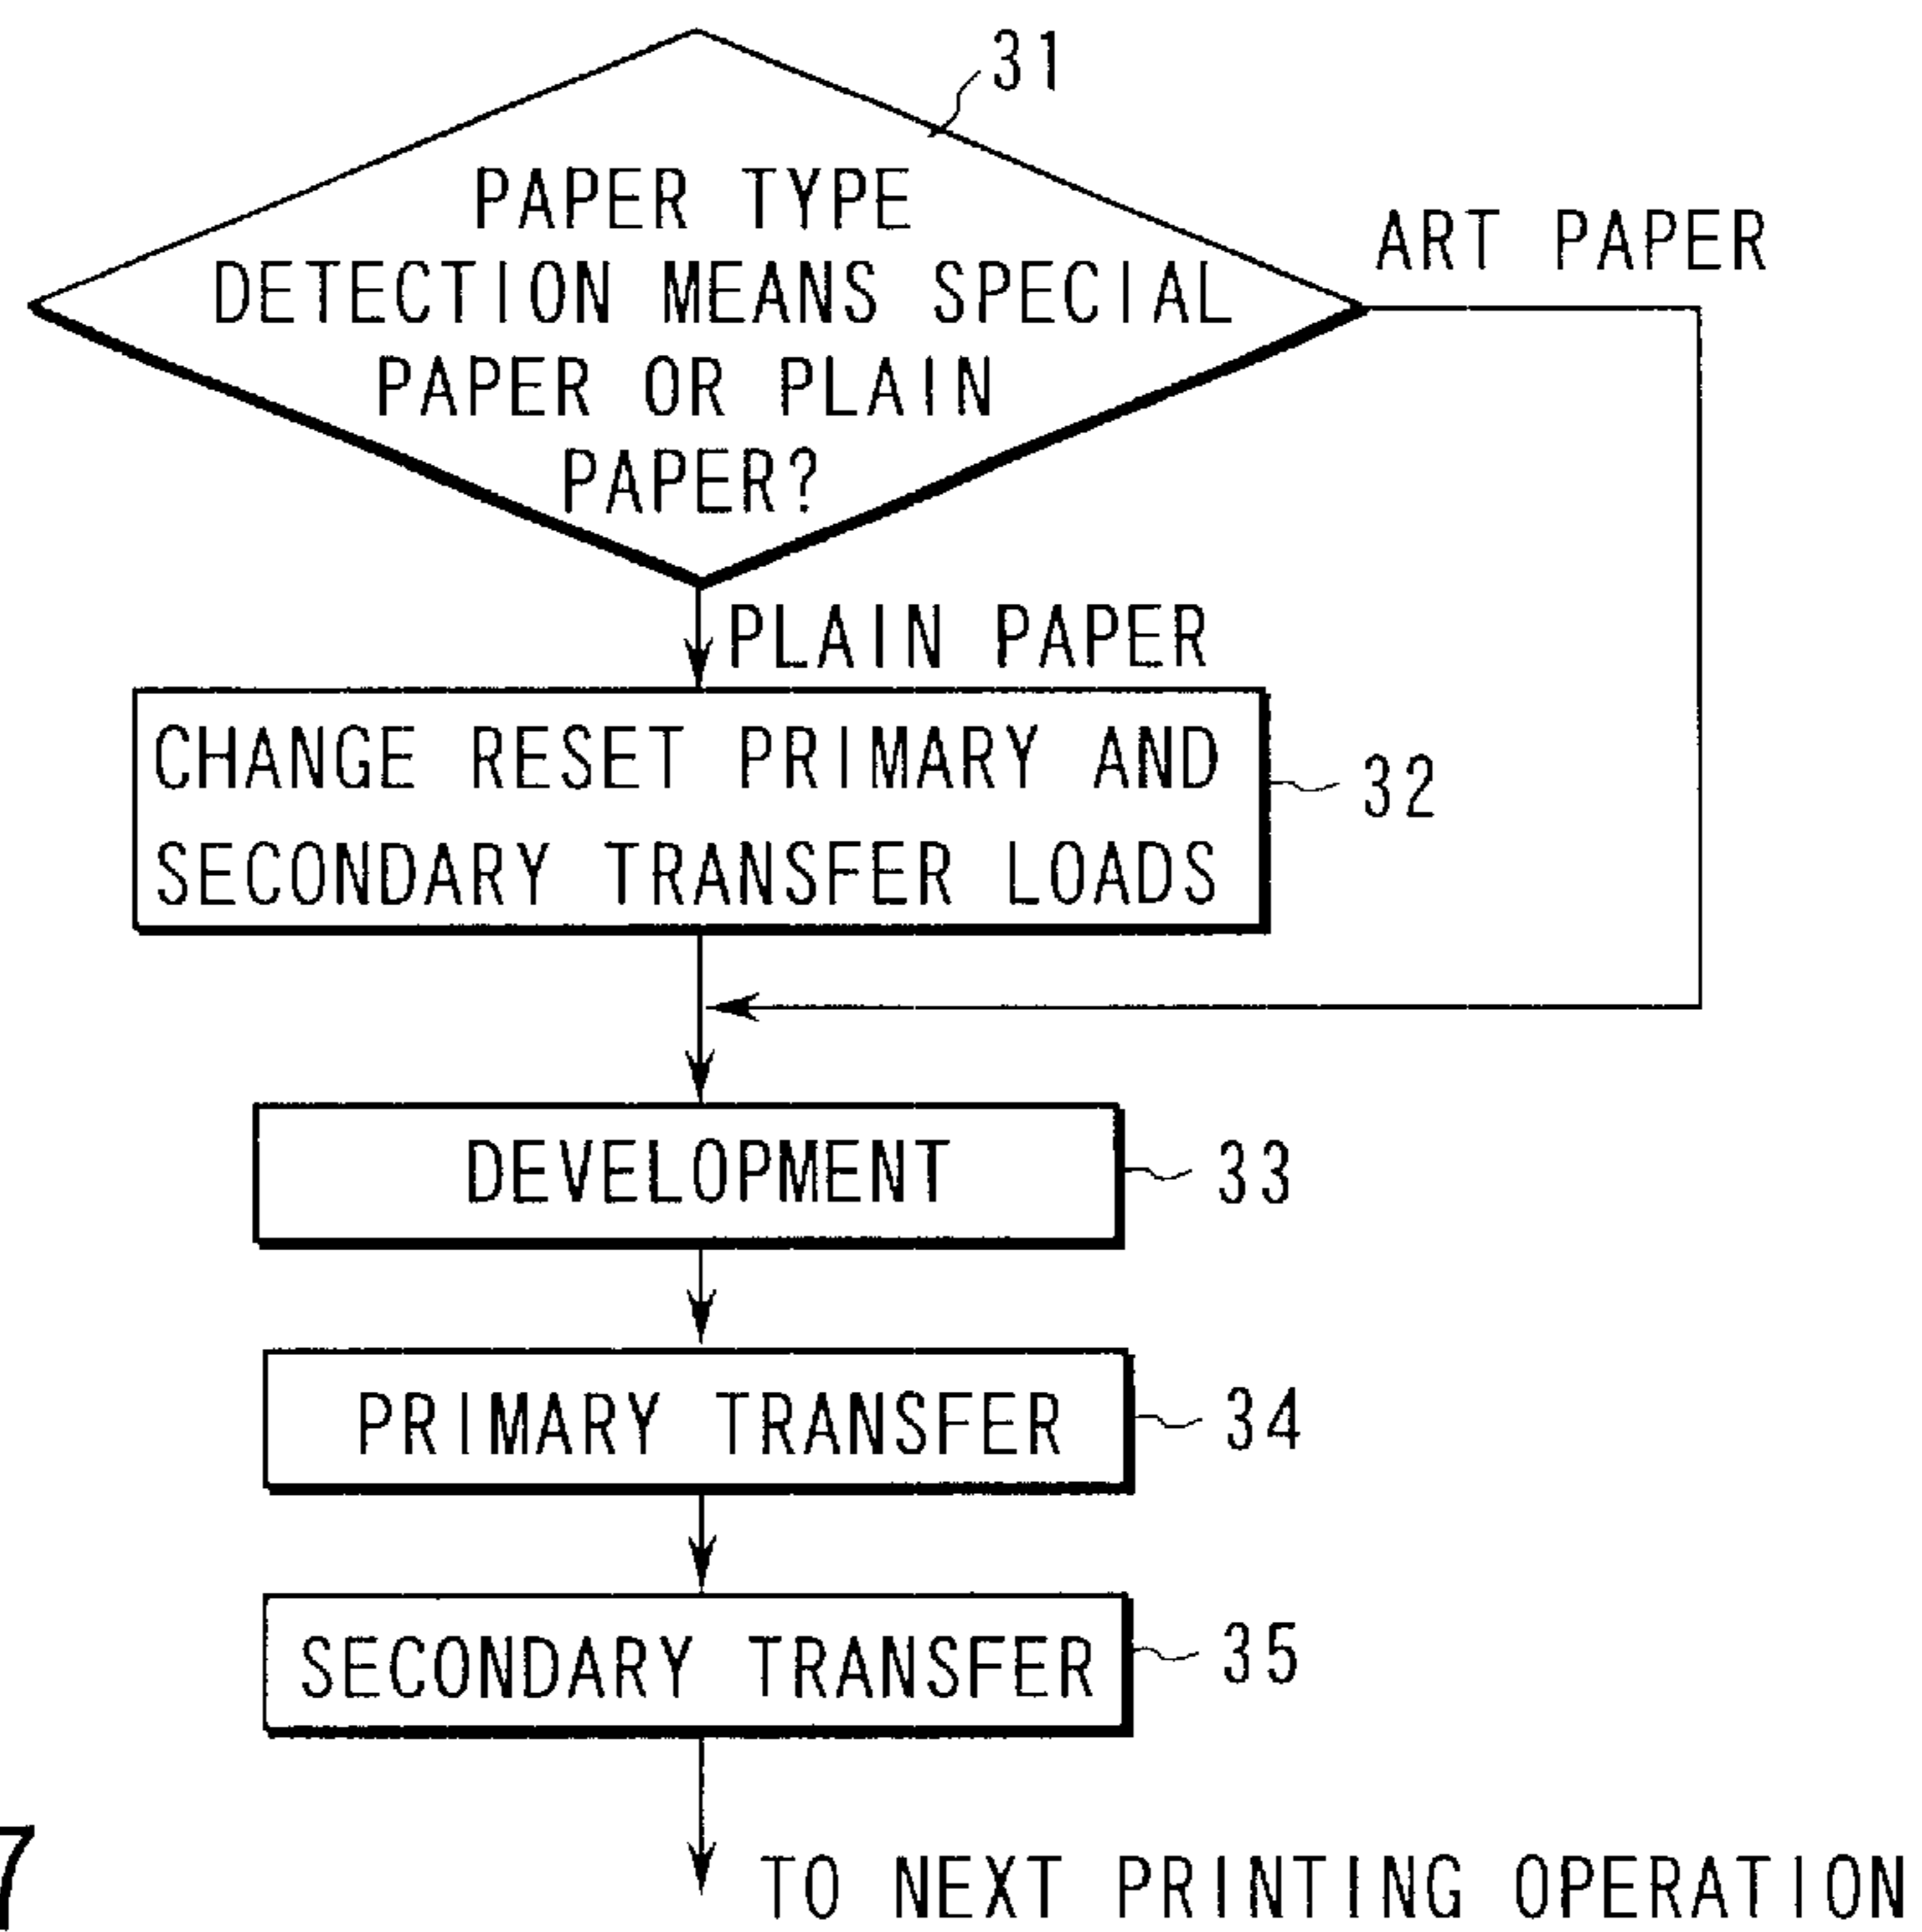 31
PAPER TYPE
DETECTION MEANS SPECIAL
PAPER OR PLAIN
PAPER?
ART PAPER
PLAIN PAPER
CHANGE RESET PRIMARY AND
SECONDARY TRANSFER LOADS
32
DEVELOPMENT
33
PRIMARY TRANSFER
34
SECONDARY TRANSFER
35
7
TO NEXT PRINTING OPERATION